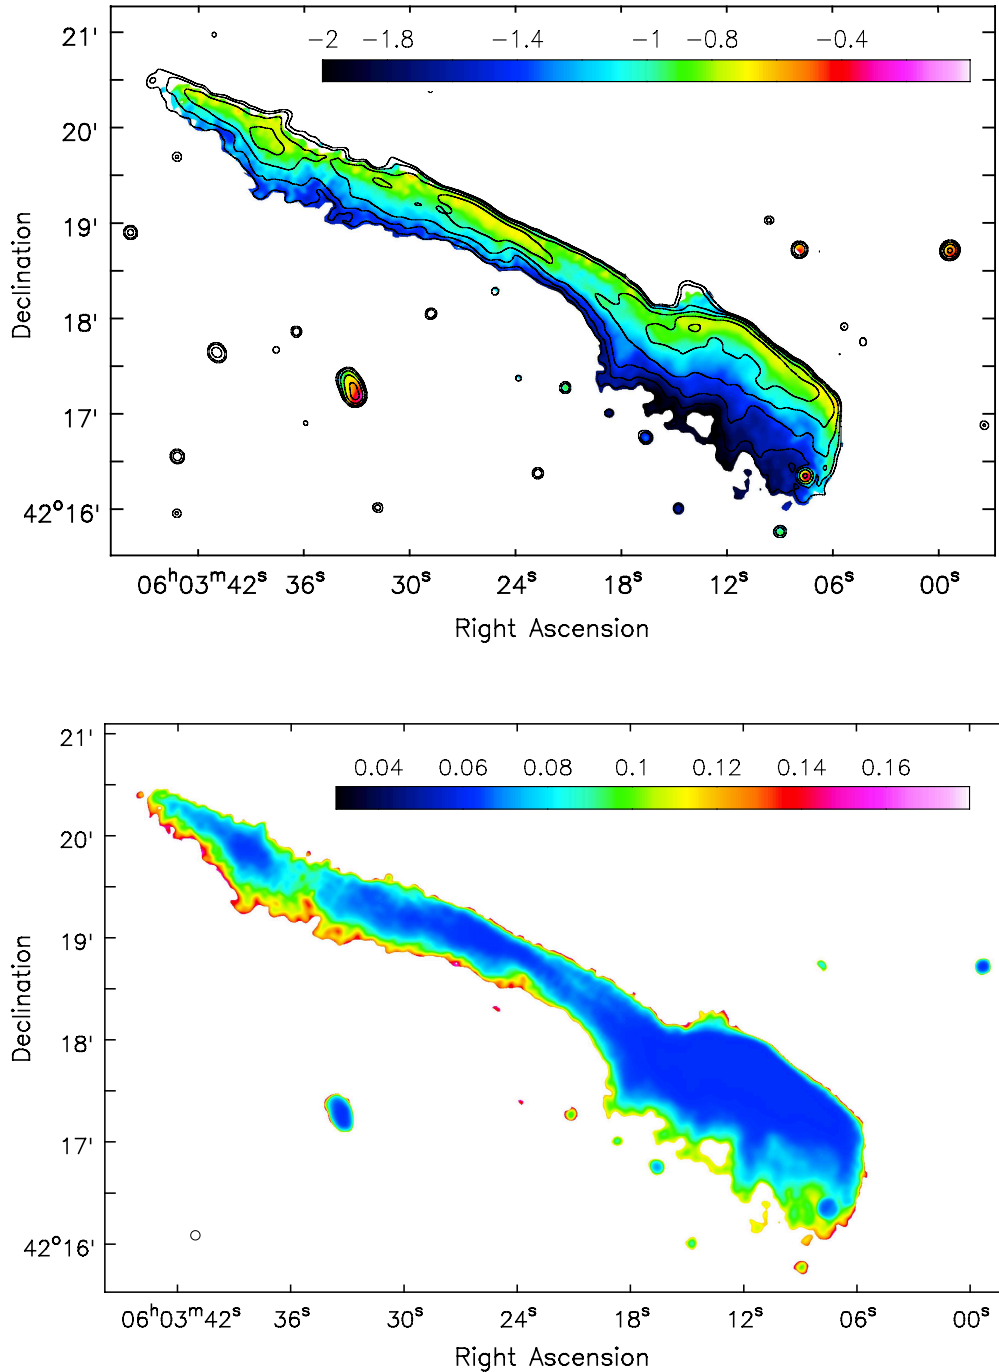 −2 −1.8 −1.4 −1 −0.8 −0.4
21'
20'
19'
18'
17'
42°16'
Declination
06ʰ03ᵐ42ˢ 36ˢ 30ˢ 24ˢ 18ˢ 12ˢ 06ˢ 00ˢ
Right Ascension
0.04 0.06 0.08 0.1 0.12 0.14 0.16
21'
20'
19'
18'
17'
42°16'
Declination
06ʰ03ᵐ42ˢ 36ˢ 30ˢ 24ˢ 18ˢ 12ˢ 06ˢ 00ˢ
Right Ascension